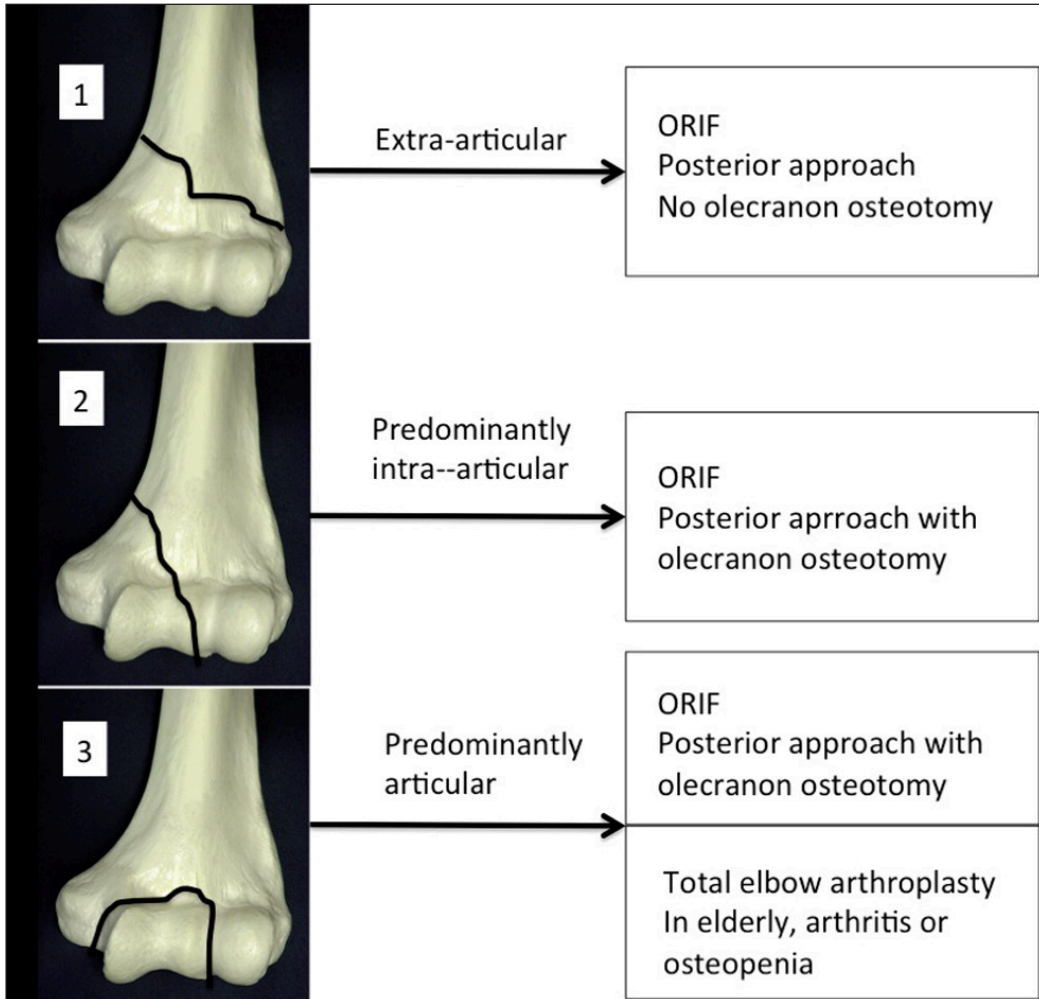 1
Extra-articular
ORIF
Posterior approach
No olecranon osteotomy
2
Predominantly
intra--articular
ORIF
Posterior aprroach with
olecranon osteotomy
3
Predominantly
articular
ORIF
Posterior approach with
olecranon osteotomy
Total elbow arthroplasty
In elderly, arthritis or
osteopenia